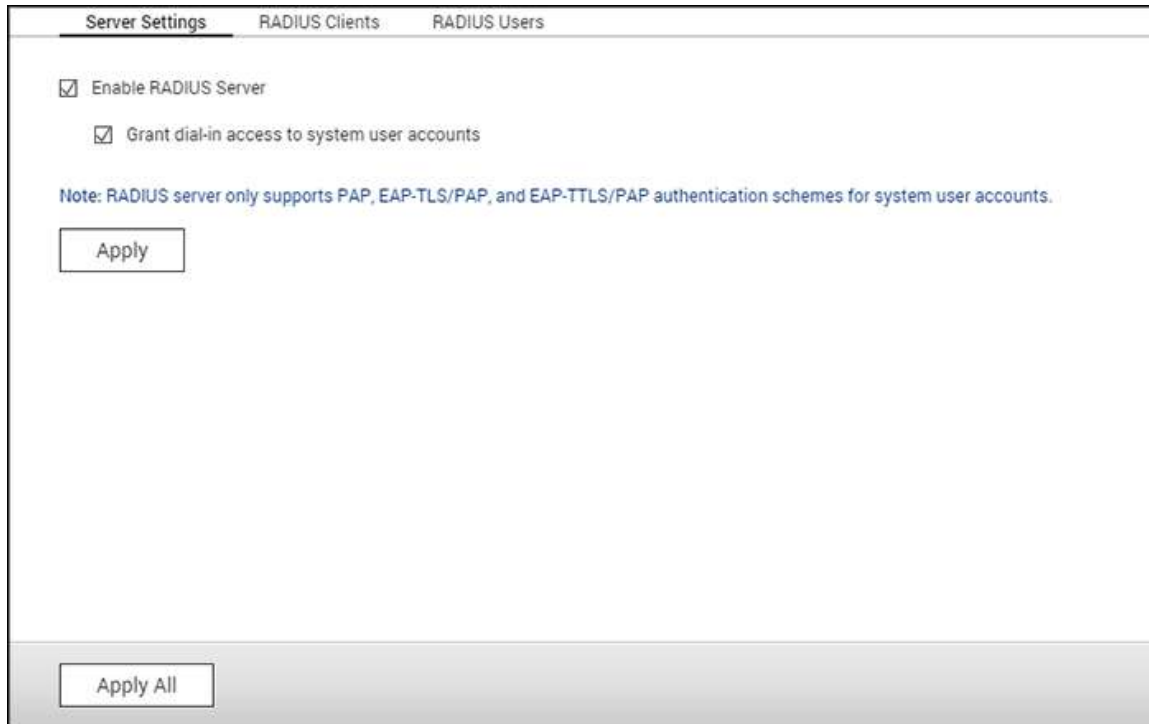 Server Settings RADIUS Clients RADIUS Users
Enable RADIUS Server
Grant dial-in access to system user accounts
Note: RADIUS server only supports PAP, EAP-TLS/PAP, and EAP-TTLS/PAP authentication schemes for system user accounts.
Apply
Apply All